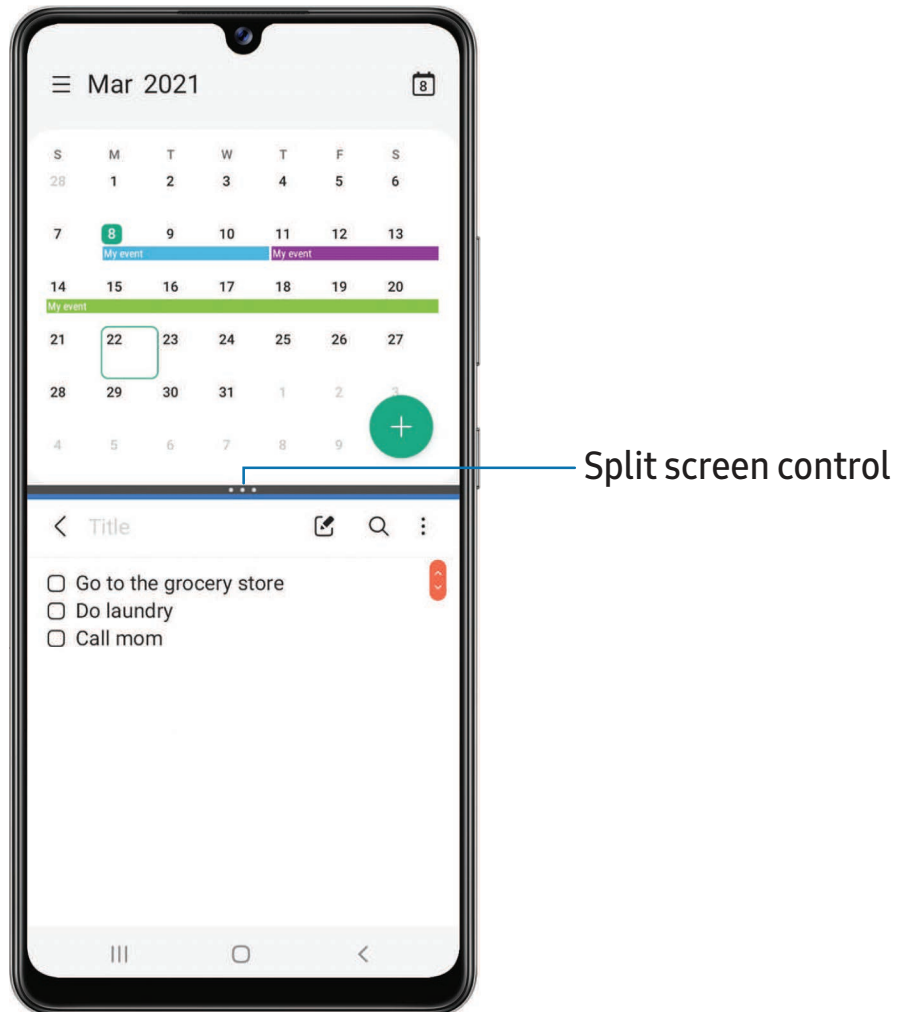 Mar 2021
8
S M T W T F S
28 1 2 3 4 5 6
7 8 9 10 11 12 13
My event My event
14 15 16 17 18 19 20
My event
21 22 23 24 25 26 27
28 29 30 31 1 2 3
4 5 6 7 8 9
Split screen control
Title
Go to the grocery store
Do laundry
Call mom